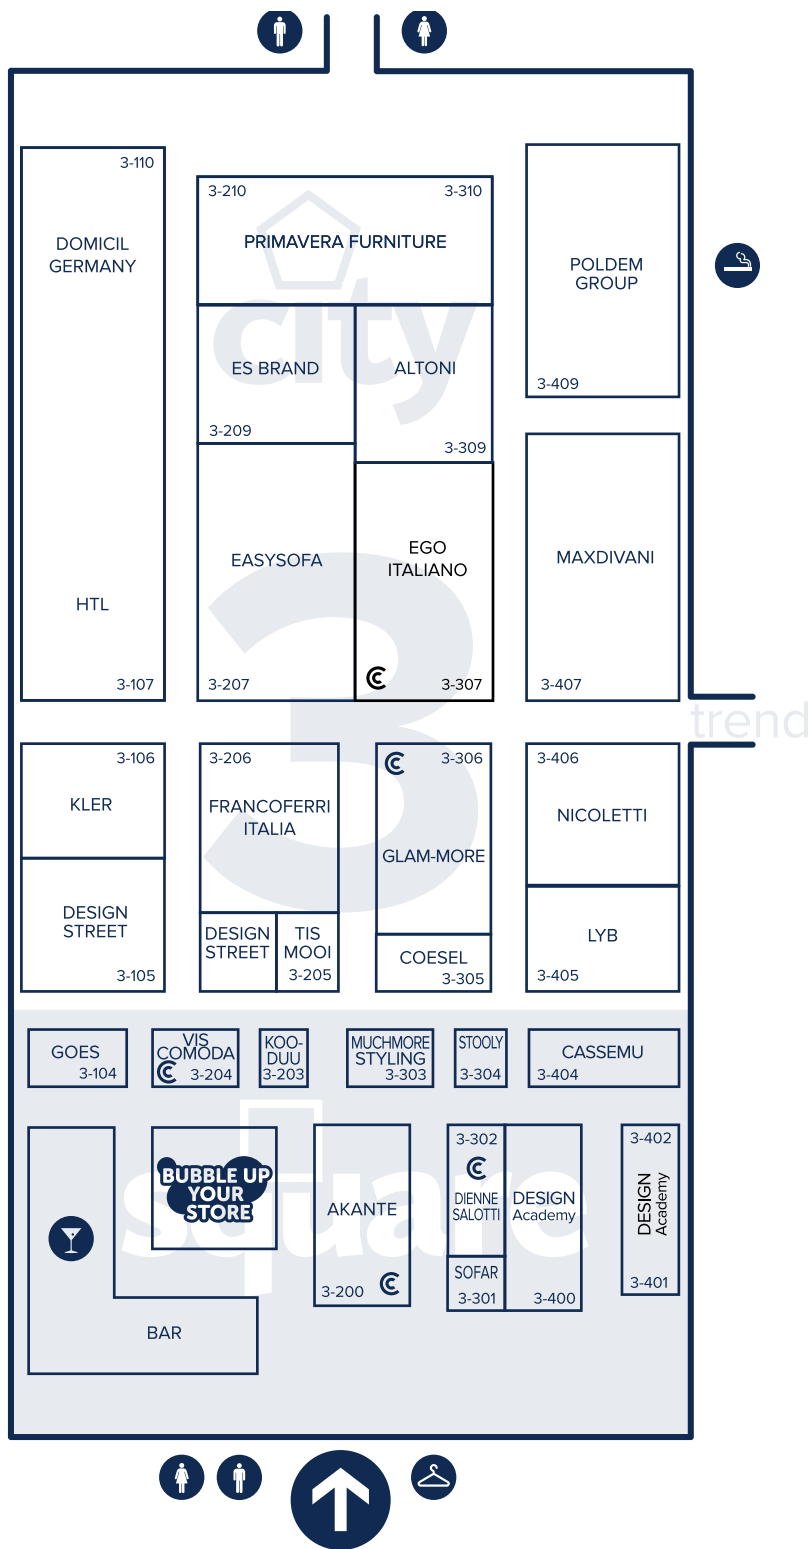 3-110
DOMICIL
GERMANY
HTL
3-107
3-210
3-310
PRIMAVERA FURNITURE
city
ES BRAND
3-209
ALTONI
3-309
EASYSOFA
3-207
EGO
ITALIANO
3-307
3
POLDEM
GROUP
3-409
MAXDIVANI
3-407
trend
3-106
KLER
DESIGN
STREET
3-105
3-206
FRANCOFERRI
ITALIA
DESIGN
STREET
TIS
MOOI
3-205
3-306
GLAM-MORE
COESEL
3-305
3-406
NICOLETTI
LYB
3-405
GOES
3-104
VIS
COMODA
3-204
KOO-
DUU
3-203
MUCHMORE
STYLING
3-303
STOOLY
3-304
CASSEMU
3-404
square
BUBBLE UP
YOUR
STORE
BAR
AKANTE
3-200
3-302
DIENNE
SALOTTI
SOFAR
3-301
DESIGN
Academy
3-400
3-402
DESIGN
Academy
3-401